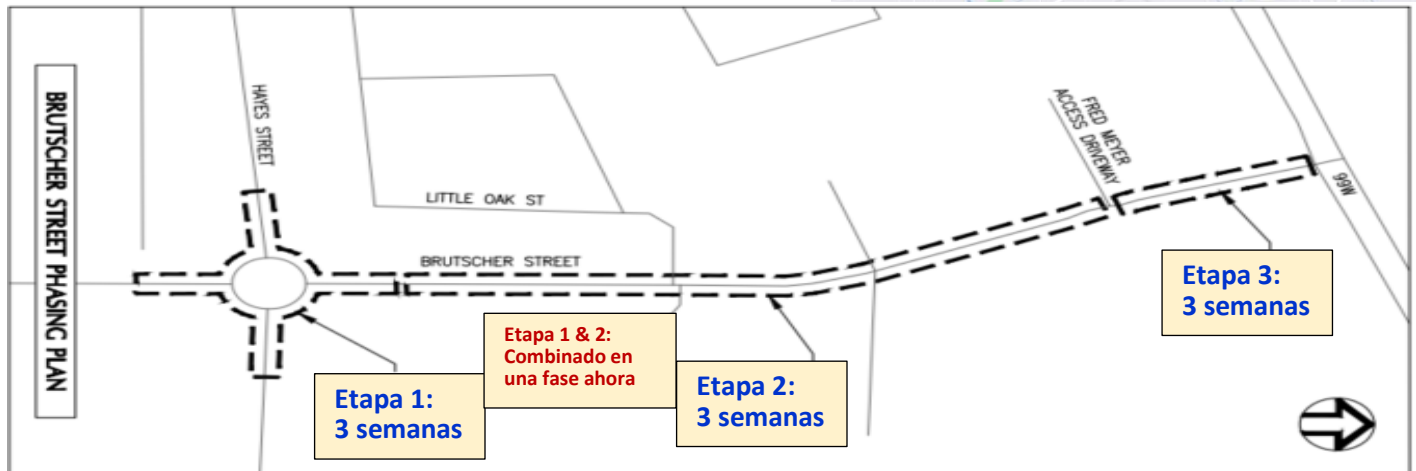 BRUTSCHER STREET PHASING PLAN
HAYES STREET
LITTLE OAK ST
BRUTSCHER STREET
FRED MEYER
ACCESS DRIVEWAY
99W
Etapa 1:
3 semanas
Etapa 1 & 2:
Combinado en
una fase ahora
Etapa 2:
3 semanas
Etapa 3:
3 semanas